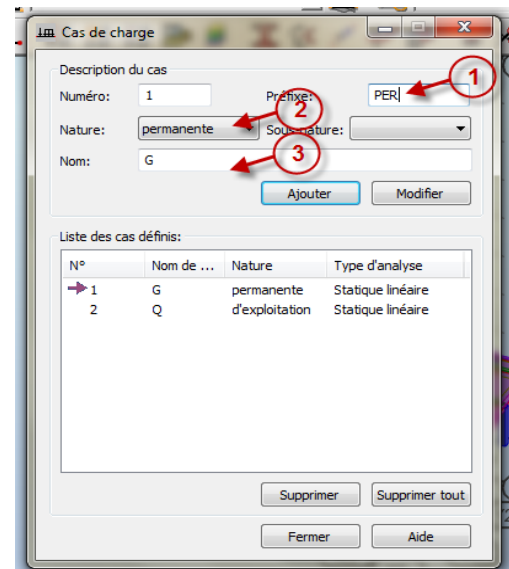 Cas de charge
Description du cas
Numéro: 1 Préfixe: PER 1
Nature: permanente 2 Sous-nature:
Nom: G 3
Ajouter Modifier
Liste des cas définis:
N° Nom de ... Nature Type d'analyse
1 G permanente Statique linéaire
2 Q d'exploitation Statique linéaire
Supprimer Supprimer tout
Fermer Aide